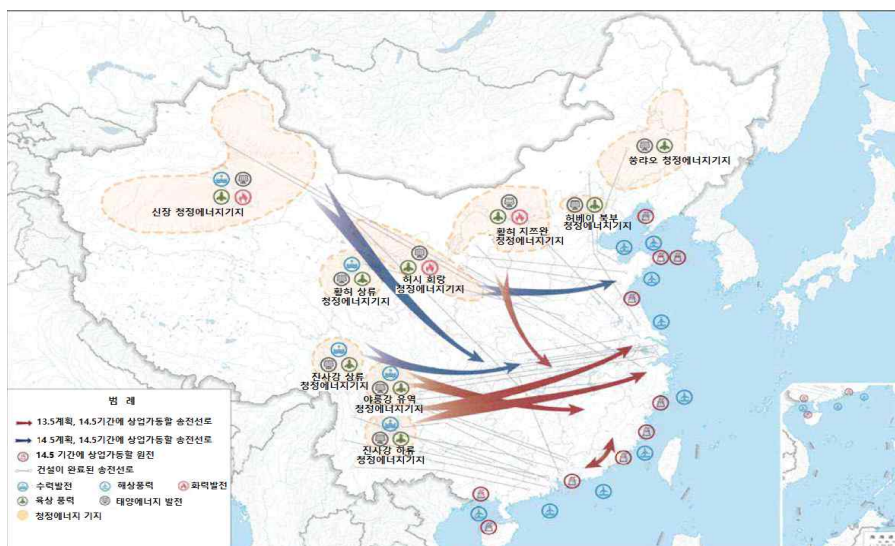 쑹랴오 청정에너지기지
신장 청정에너지기지
황허 지쯔완
청정에너지기지
허베이 북부
청정에너지기지
황허 상류
청정에너지기지
허시 회랑
청정에너지기지
진사강 상류
청정에너지기지
야룽강 유역
청정에너지기지
진사강 하류
청정에너지기지
범 례
13.5계획, 14.5기간에 상업가동할 송전선로
14 5계획, 14.5기간에 상업가동할 송전선로
14.5 기간에 상업가동할 원전
건설이 완료된 송전선로
수력발전
해상풍력
화력발전
육상 풍력
태양에너지 발전
청정에너지 기지